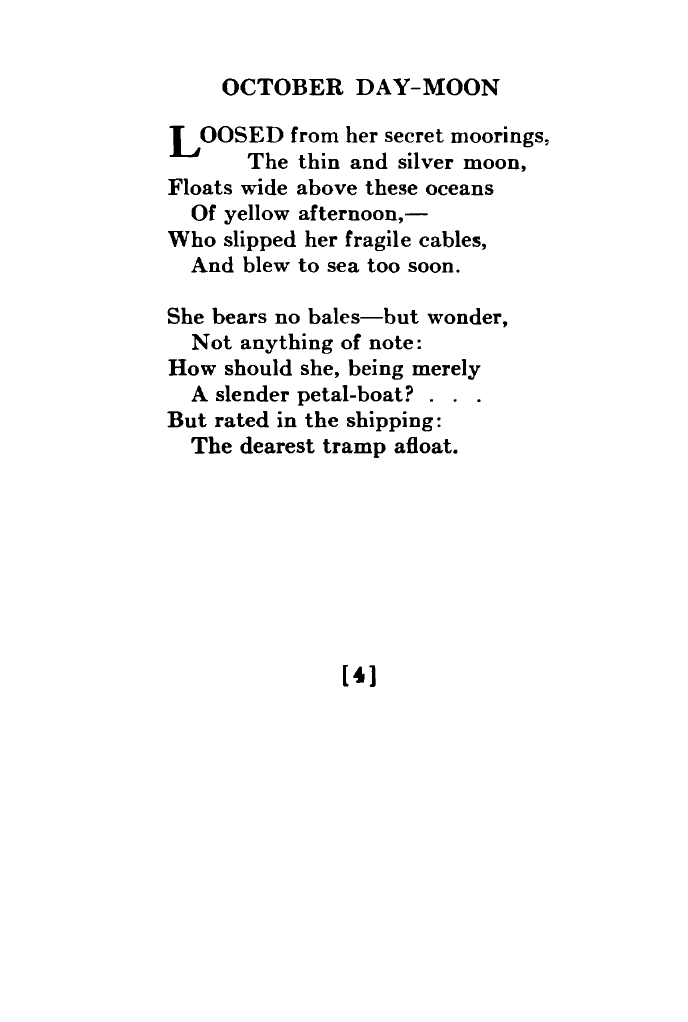 OCTOBER DAY-MOON
LOOSED from her secret moorings,
The thin and silver moon,
Floats wide above these oceans
Of yellow afternoon,—
Who slipped her fragile cables,
And blew to sea too soon.
She bears no bales—but wonder,
Not anything of note:
How should she, being merely
A slender petal-boat? . . .
But rated in the shipping:
The dearest tramp afloat.
[4]